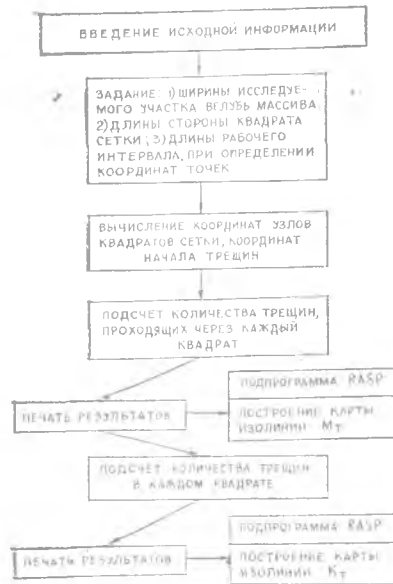 ВВЕДЕНИЕ ИСХОДНОЙ ИНФОРМАЦИИ
ЗАДАНИЕ: 1) ШИРИНЫ ИССЛЕДУЕ-
МОГО УЧАСТКА ВГЛУБЬ МАССИВА
2) ДЛИНЫ СТОРОНЫ КВАДРАТА
СЕТКИ; 3) ДЛИНЫ РАБОЧЕГО
ИНТЕРВАЛА, ПРИ ОПРЕДЕЛЕНИИ
КООРДИНАТ ТОЧЕК
ВЫЧИСЛЕНИЕ КООРДИНАТ УЗЛОВ
КВАДРАТОВ СЕТКИ, КООРДИНАТ
НАЧАЛА ТРЕЩИН
ПОДСЧЕТ КОЛИЧЕСТВА ТРЕЩИН,
ПРОХОДЯЩИХ ЧЕРЕЗ КАЖДЫЙ
КВАДРАТ
ПОДПРОГРАММА RASP
ПЕЧАТЬ РЕЗУЛЬТАТОВ
ПОСТРОЕНИЕ КАРТЫ
ИЗОЛИНИИ Mт
ПОДСЧЕТ КОЛИЧЕСТВА ТРЕЩИН
В КАЖДОМ КВАДРАТЕ
ПОДПРОГРАММА RASP
ПЕЧАТЬ РЕЗУЛЬТАТОВ
ПОСТРОЕНИЕ КАРТЫ
ИЗОЛИНИИ Kт